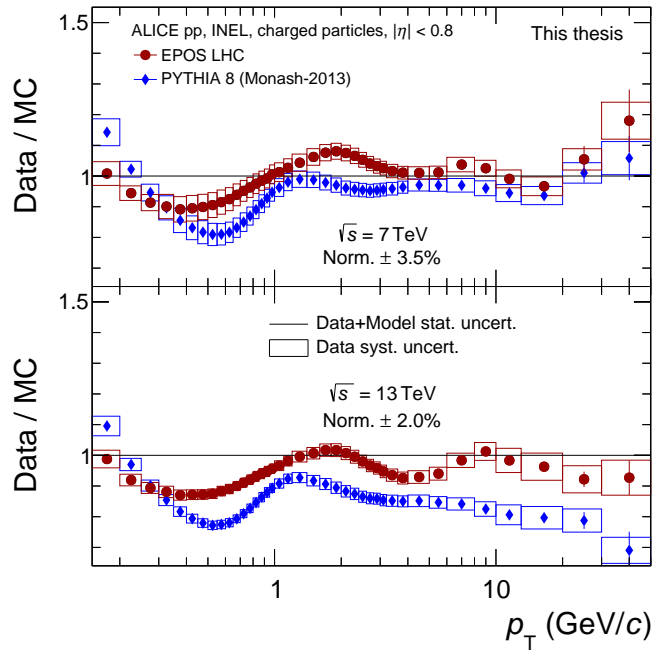 1.5
ALICE pp, INEL, charged particles, |η| < 0.8
This thesis
EPOS LHC
PYTHIA 8 (Monash-2013)
Data / MC
1
√s = 7 TeV
Norm. ± 3.5%
1.5
Data+Model stat. uncert.
Data syst. uncert.
√s = 13 TeV
Norm. ± 2.0%
Data / MC
1
1
10
p_T (GeV/c)